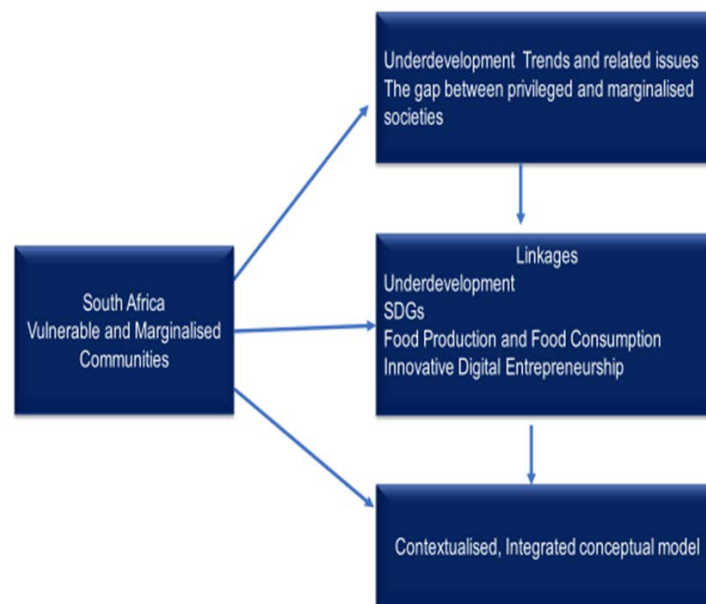 Underdevelopment Trends and related issues
The gap between privileged and marginalised
societies
South Africa
Vulnerable and Marginalised
Communities
Linkages
Underdevelopment
SDGs
Food Production and Food Consumption
Innovative Digital Entrepreneurship
Contextualised, Integrated conceptual model